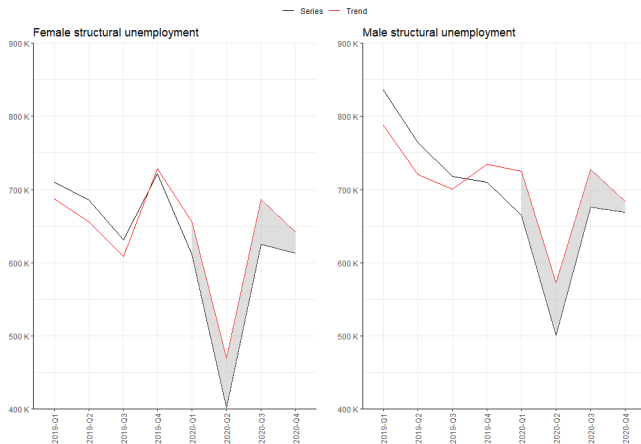 Series Trend
Female structural unemployment
900 K
800 K
700 K
600 K
500 K
400 K
2019-Q1
2019-Q2
2019-Q3
2019-Q4
2020-Q1
2020-Q2
2020-Q3
2020-Q4
Male structural unemployment
900 K
800 K
700 K
600 K
500 K
400 K
2019-Q1
2019-Q2
2019-Q3
2019-Q4
2020-Q1
2020-Q2
2020-Q3
2020-Q4